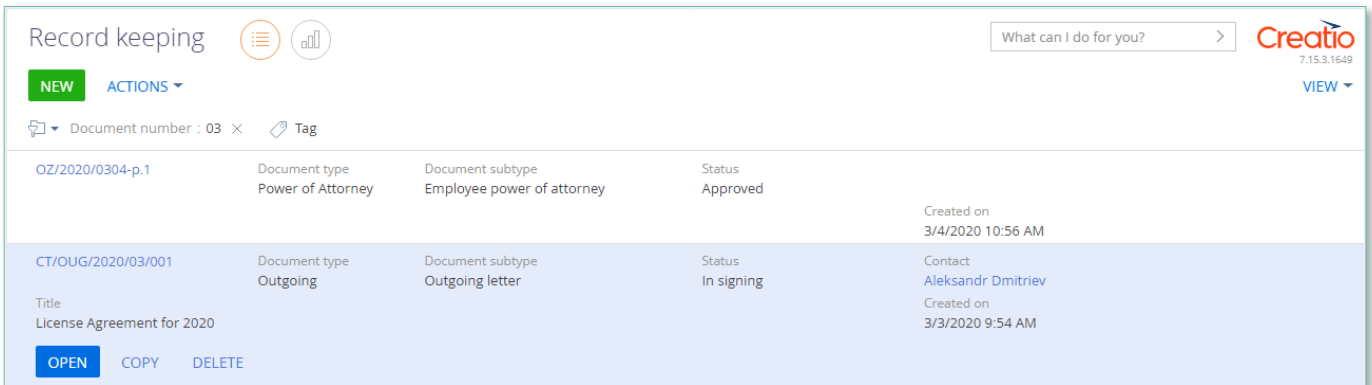 Record keeping
What can I do for you?
Creatio
7.15.3.1649
NEW ACTIONS VIEW
Document number : 03 Tag
OZ/2020/0304-p.1 Document type Document subtype Status
Power of Attorney Employee power of attorney Approved
Created on
3/4/2020 10:56 AM
CT/OUG/2020/03/001 Document type Document subtype Status Contact
Outgoing Outgoing letter In signing Aleksandr Dmitriev
Title Created on
License Agreement for 2020 3/3/2020 9:54 AM
OPEN COPY DELETE